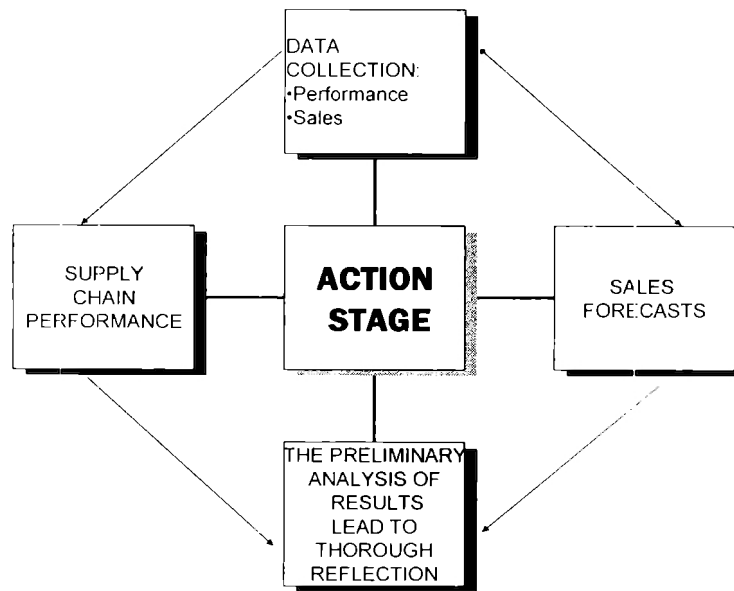 DATA
COLLECTION:
•Performance
•Sales
SUPPLY
CHAIN
PERFORMANCE
ACTION
STAGE
SALES
FORECASTS
THE PRELIMINARY
ANALYSIS OF
RESULTS
LEAD TO
THOROUGH
REFLECTION